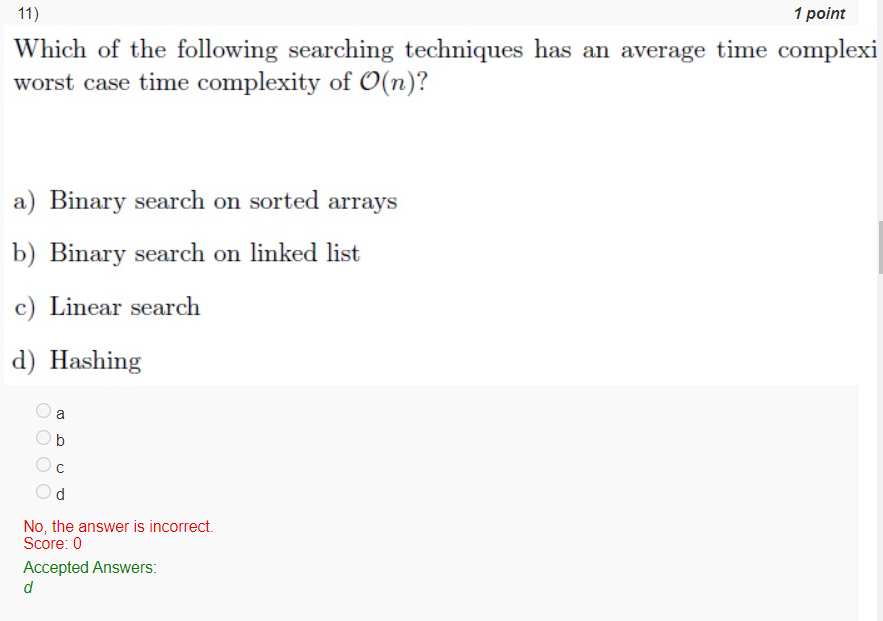 11)
1 point
Which of the following searching techniques has an average time complexi
worst case time complexity of O(n)?
a) Binary search on sorted arrays
b) Binary search on linked list
c) Linear search
d) Hashing
a
b
c
d
No, the answer is incorrect.
Score: 0
Accepted Answers:
d